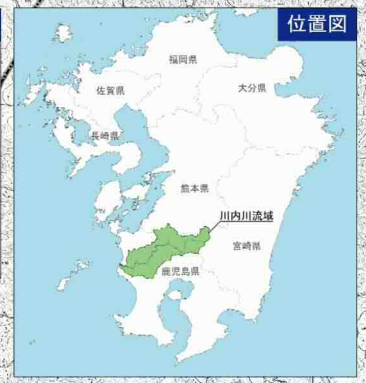 位置図
福岡県
佐賀県
大分県
長崎県
熊本県
川内川流域
宮崎県
鹿児島県